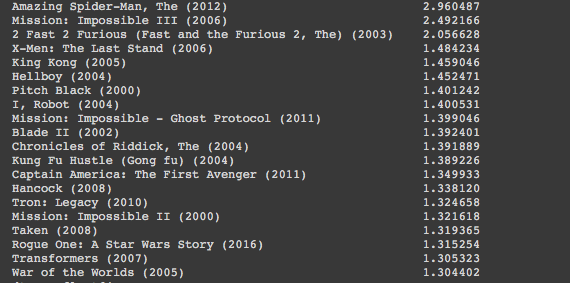 Amazing Spider-Man, The (2012) 2.960487
Mission: Impossible III (2006) 2.492166
2 Fast 2 Furious (Fast and the Furious 2, The) (2003) 2.056628
X-Men: The Last Stand (2006) 1.484234
King Kong (2005) 1.459046
Hellboy (2004) 1.452471
Pitch Black (2000) 1.401242
I, Robot (2004) 1.400531
Mission: Impossible - Ghost Protocol (2011) 1.399046
Blade II (2002) 1.392401
Chronicles of Riddick, The (2004) 1.391889
Kung Fu Hustle (Gong fu) (2004) 1.389226
Captain America: The First Avenger (2011) 1.349933
Hancock (2008) 1.338120
Tron: Legacy (2010) 1.324658
Mission: Impossible II (2000) 1.321618
Taken (2008) 1.319365
Rogue One: A Star Wars Story (2016) 1.315254
Transformers (2007) 1.305323
War of the Worlds (2005) 1.304402